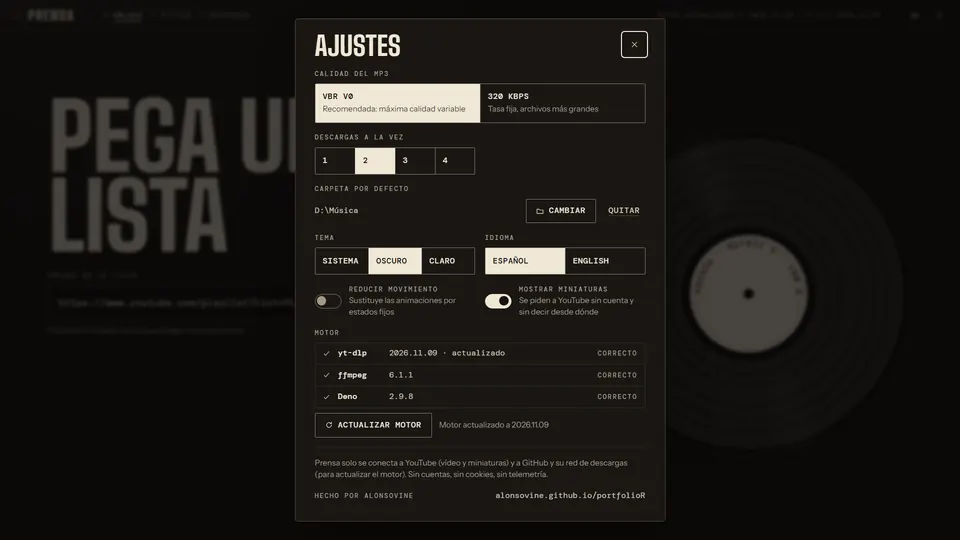 PRENSA
PEGA U
LISTA
AJUSTES
CALIDAD DEL MP3
VBR V0
Recomendada: máxima calidad variable
320 KBPS
Tasa fija, archivos más grandes
DESCARGAS A LA VEZ
1 2 3 4
CARPETA POR DEFECTO
D:\Música
CAMBIAR
QUITAR
TEMA
SISTEMA OSCURO CLARO
IDIOMA
ESPAÑOL ENGLISH
REDUCIR MOVIMIENTO
Sustituye las animaciones por
estados fijos
MOSTRAR MINIATURAS
Se piden a YouTube sin cuenta y
sin decir desde dónde
MOTOR
yt-dlp 2026.11.09 · actualizado CORRECTO
ffmpeg 6.1.1 CORRECTO
Deno 2.9.8 CORRECTO
ACTUALIZAR MOTOR
Motor actualizado a 2026.11.09
Prensa solo se conecta a YouTube (vídeo y miniaturas) y a GitHub y su red de descargas
(para actualizar el motor). Sin cuentas, sin cookies, sin telemetría.
HECHO POR ALONSOVINE
alonsovine.github.io/portfolioR